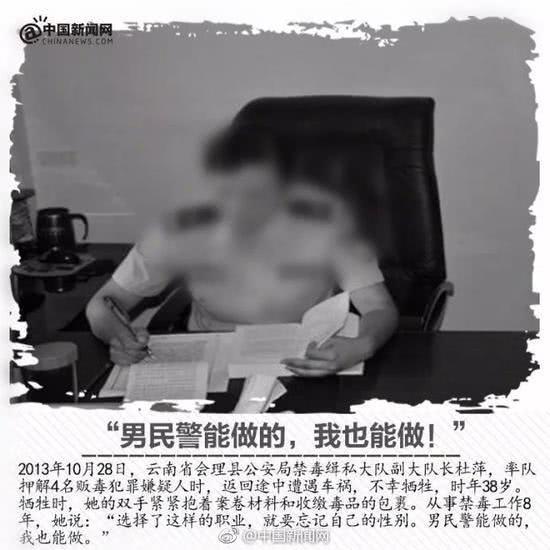 @中国新闻网
CHINANEWS.COM
“男民警能做的，我也能做！”
2013年10月28日，云南省会理县公安局禁毒缉私大队副大队长杜萍，率队
押解4名贩毒犯罪嫌疑人时，返回途中遭遇车祸，不幸牺牲，时年38岁。
牺牲时，她的双手紧紧抱着案卷材料和收缴毒品的包裹。从事禁毒工作8
年，她说：“选择了这样的职业，就要忘记自己的性别。男民警能做的，
我也能做。”
@中国新闻网